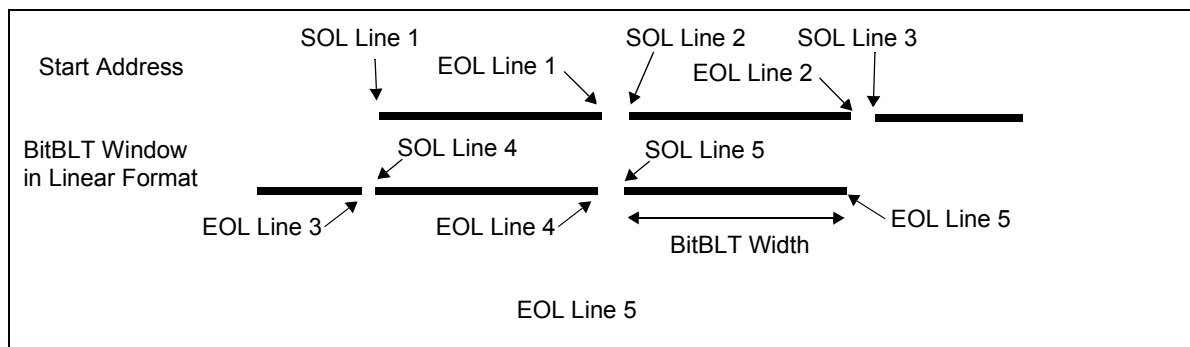 SOL Line 1
SOL Line 2
SOL Line 3
Start Address
EOL Line 1
EOL Line 2
BitBLT Window
in Linear Format
SOL Line 4
SOL Line 5
EOL Line 3
EOL Line 4
EOL Line 5
BitBLT Width
EOL Line 5